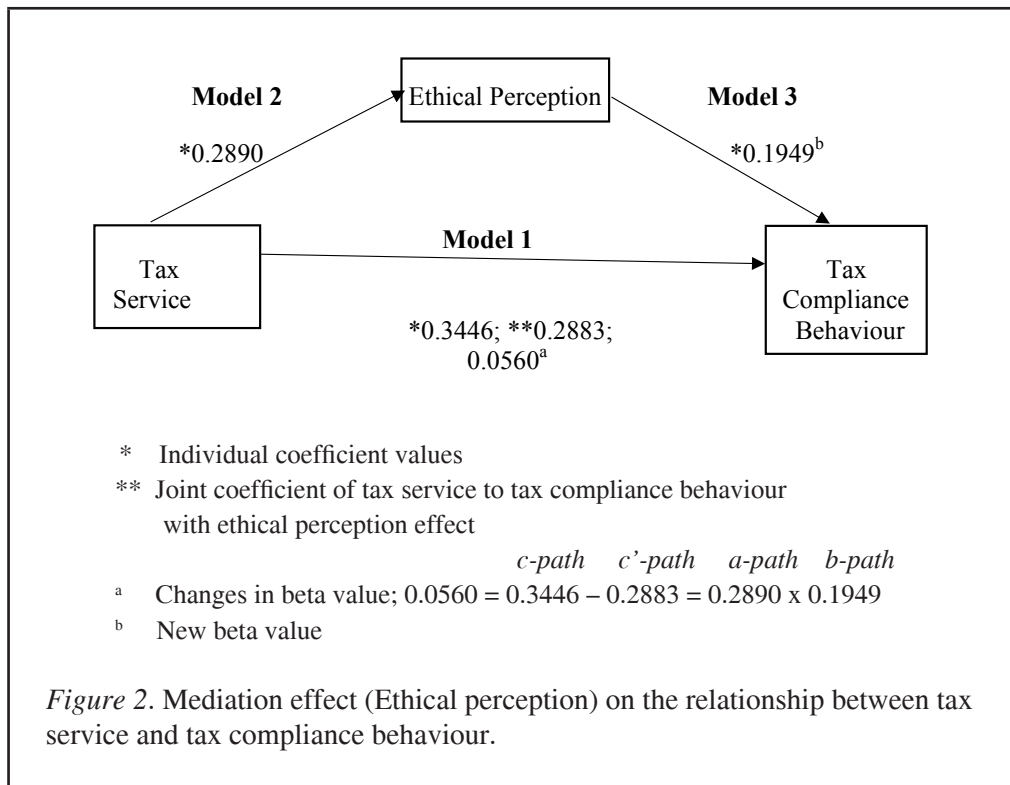 Model 2
Ethical Perception
Model 3
*0.2890
*0.1949ᵇ
Model 1
Tax
Service
Tax
Compliance
Behaviour
*0.3446; **0.2883;
0.0560ᵃ
* Individual coefficient values
** Joint coefficient of tax service to tax compliance behaviour
with ethical perception effect
c-path c’-path a-path b-path
ᵃ Changes in beta value; 0.0560 = 0.3446 – 0.2883 = 0.2890 x 0.1949
ᵇ New beta value
Figure 2. Mediation effect (Ethical perception) on the relationship between tax
service and tax compliance behaviour.